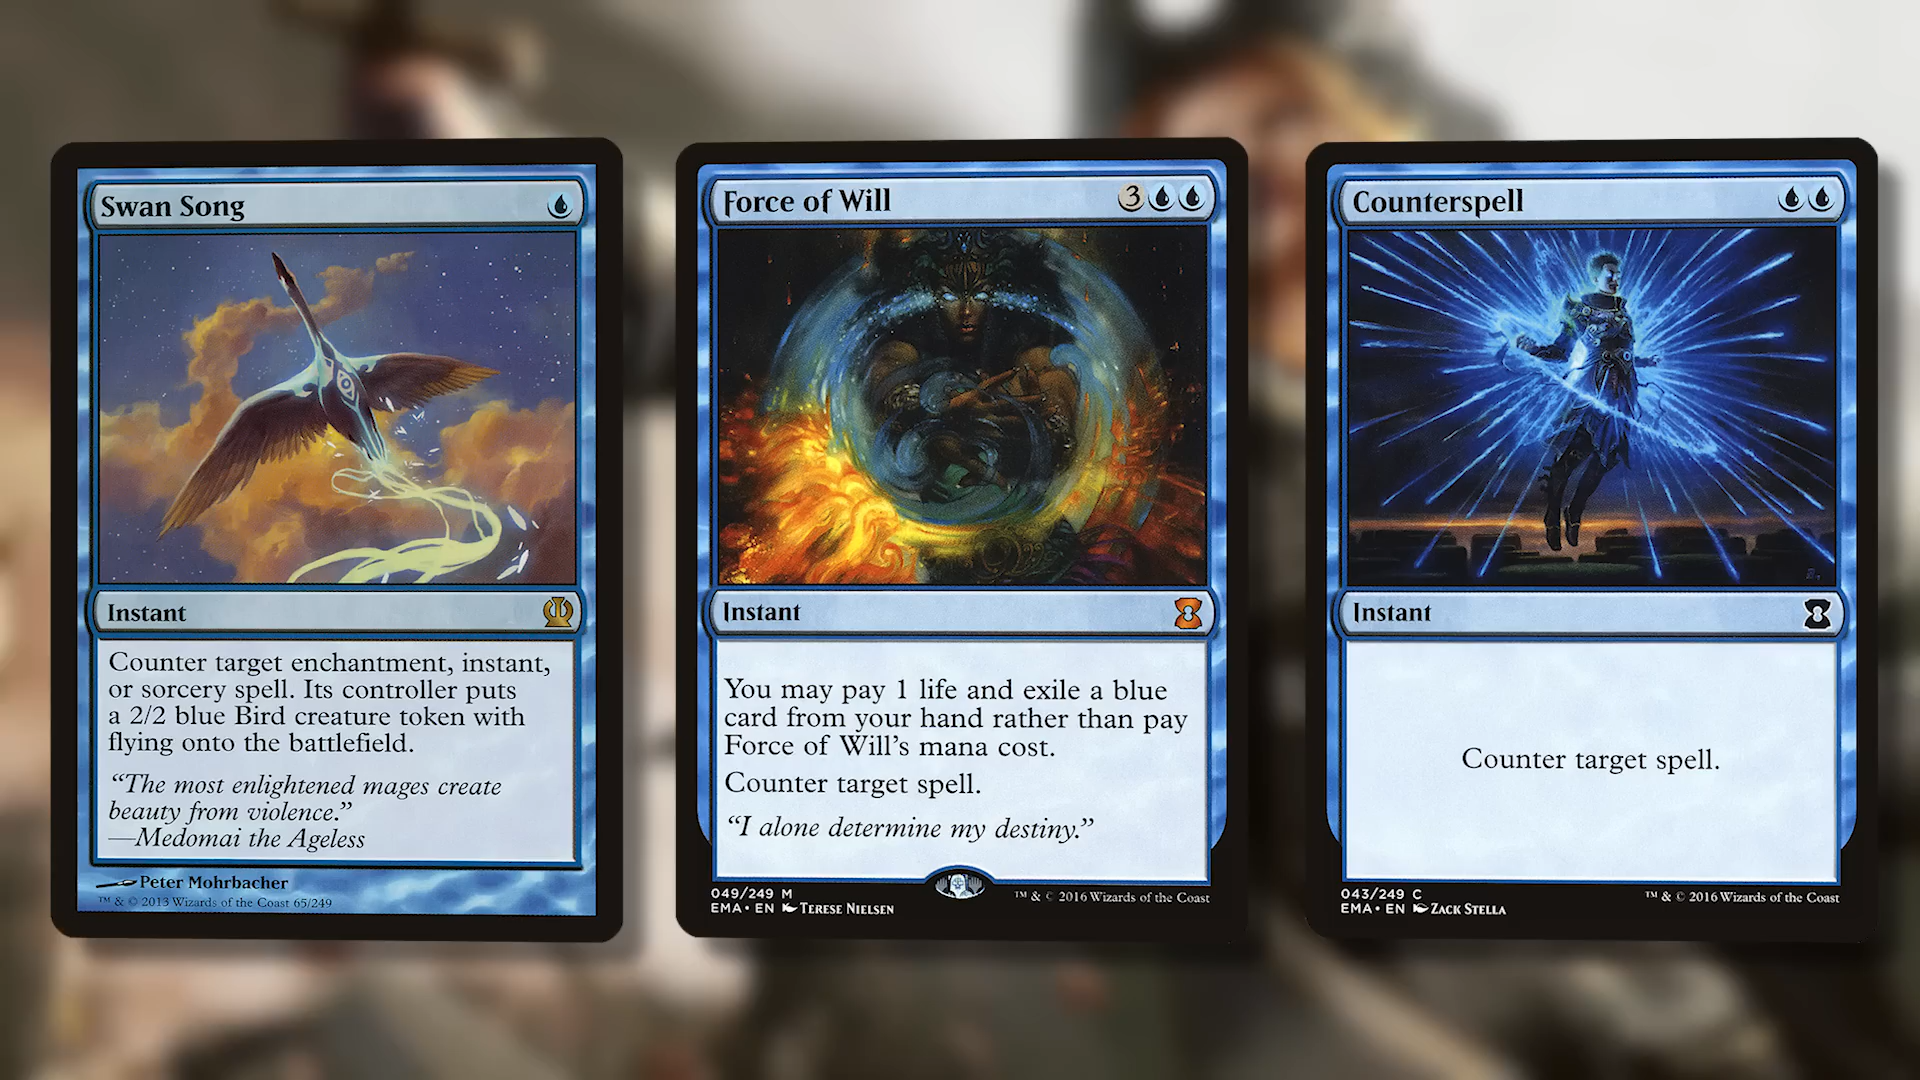 Swan Song
Instant
Counter target enchantment, instant,
or sorcery spell. Its controller puts
a 2/2 blue Bird creature token with
flying onto the battlefield.
“The most enlightened mages create
beauty from violence.”
—Medomai the Ageless
Peter Mohrbacher
™ & © 2013 Wizards of the Coast 65/249
Force of Will
3
Instant
You may pay 1 life and exile a blue
card from your hand rather than pay
Force of Will’s mana cost.
Counter target spell.
“I alone determine my destiny.”
049/249 M
EMA • EN TERESE NIELSEN
™ & © 2016 Wizards of the Coast
Counterspell
Instant
Counter target spell.
043/249 C
EMA • EN ZACK STELLA
™ & © 2016 Wizards of the Coast